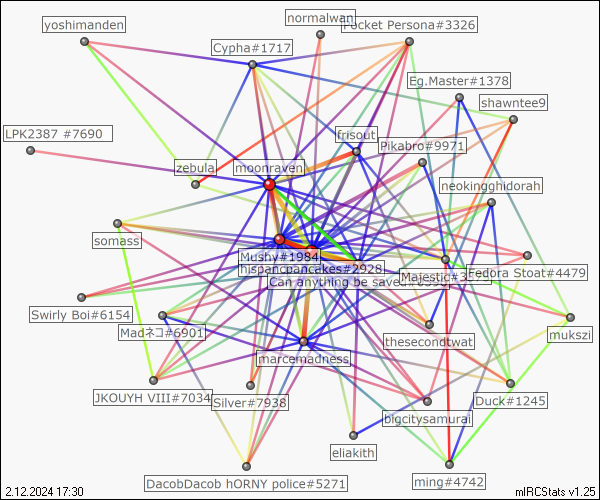 normalwan
yoshimanden
Pocket Persona#3326
Cypha#1717
Eg.Master#1378
shawntee9
LPK2387 #7690
frisout
Pikabro#9971
zebula
moonraven
neokingghidorah
somass
Mushy#1984
hispancpancakes#2928
Majestic#3575
Fedora Stoat#4479
Can anything be saved
Swirly Boi#6154
Madネコ#6901
mukszi
thesecondtwat
marcemadness
JKOUYH VIII#7034
Silver#7938
Duck#1245
bigcitysamurai
eliakith
DacobDacob hORNY police#5271
ming#4742
2.12.2024 17:30
mIRCStats v1.25